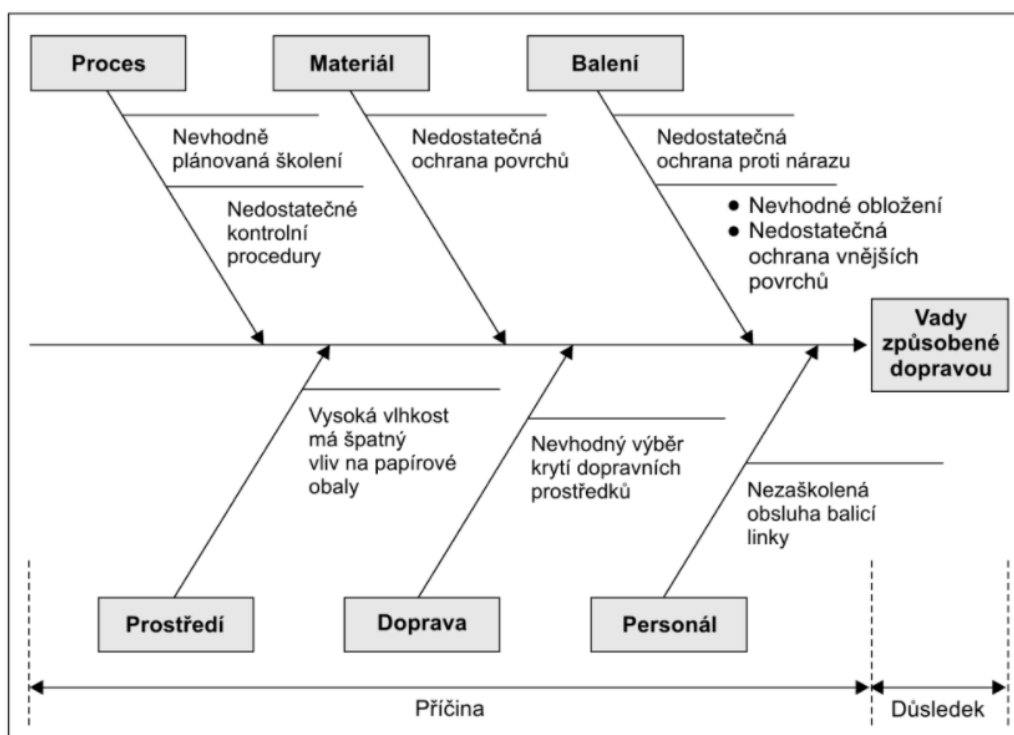 Proces
Materiál
Balení
Nevhodně
plánovaná školení
Nedostatečné
kontrolní
procedury
Nedostatečná
ochrana povrchů
Nedostatečná
ochrana proti nárazu
● Nevhodné obložení
● Nedostatečná
ochrana vnějších
povrchů
Vady
způsobené
dopravou
Vysoká vlhkost
má špatný
vliv na papírové
obaly
Nevhodný výběr
krytí dopravních
prostředků
Nezaškolená
obsluha balicí
linky
Prostředí
Doprava
Personál
Příčina
Důsledek